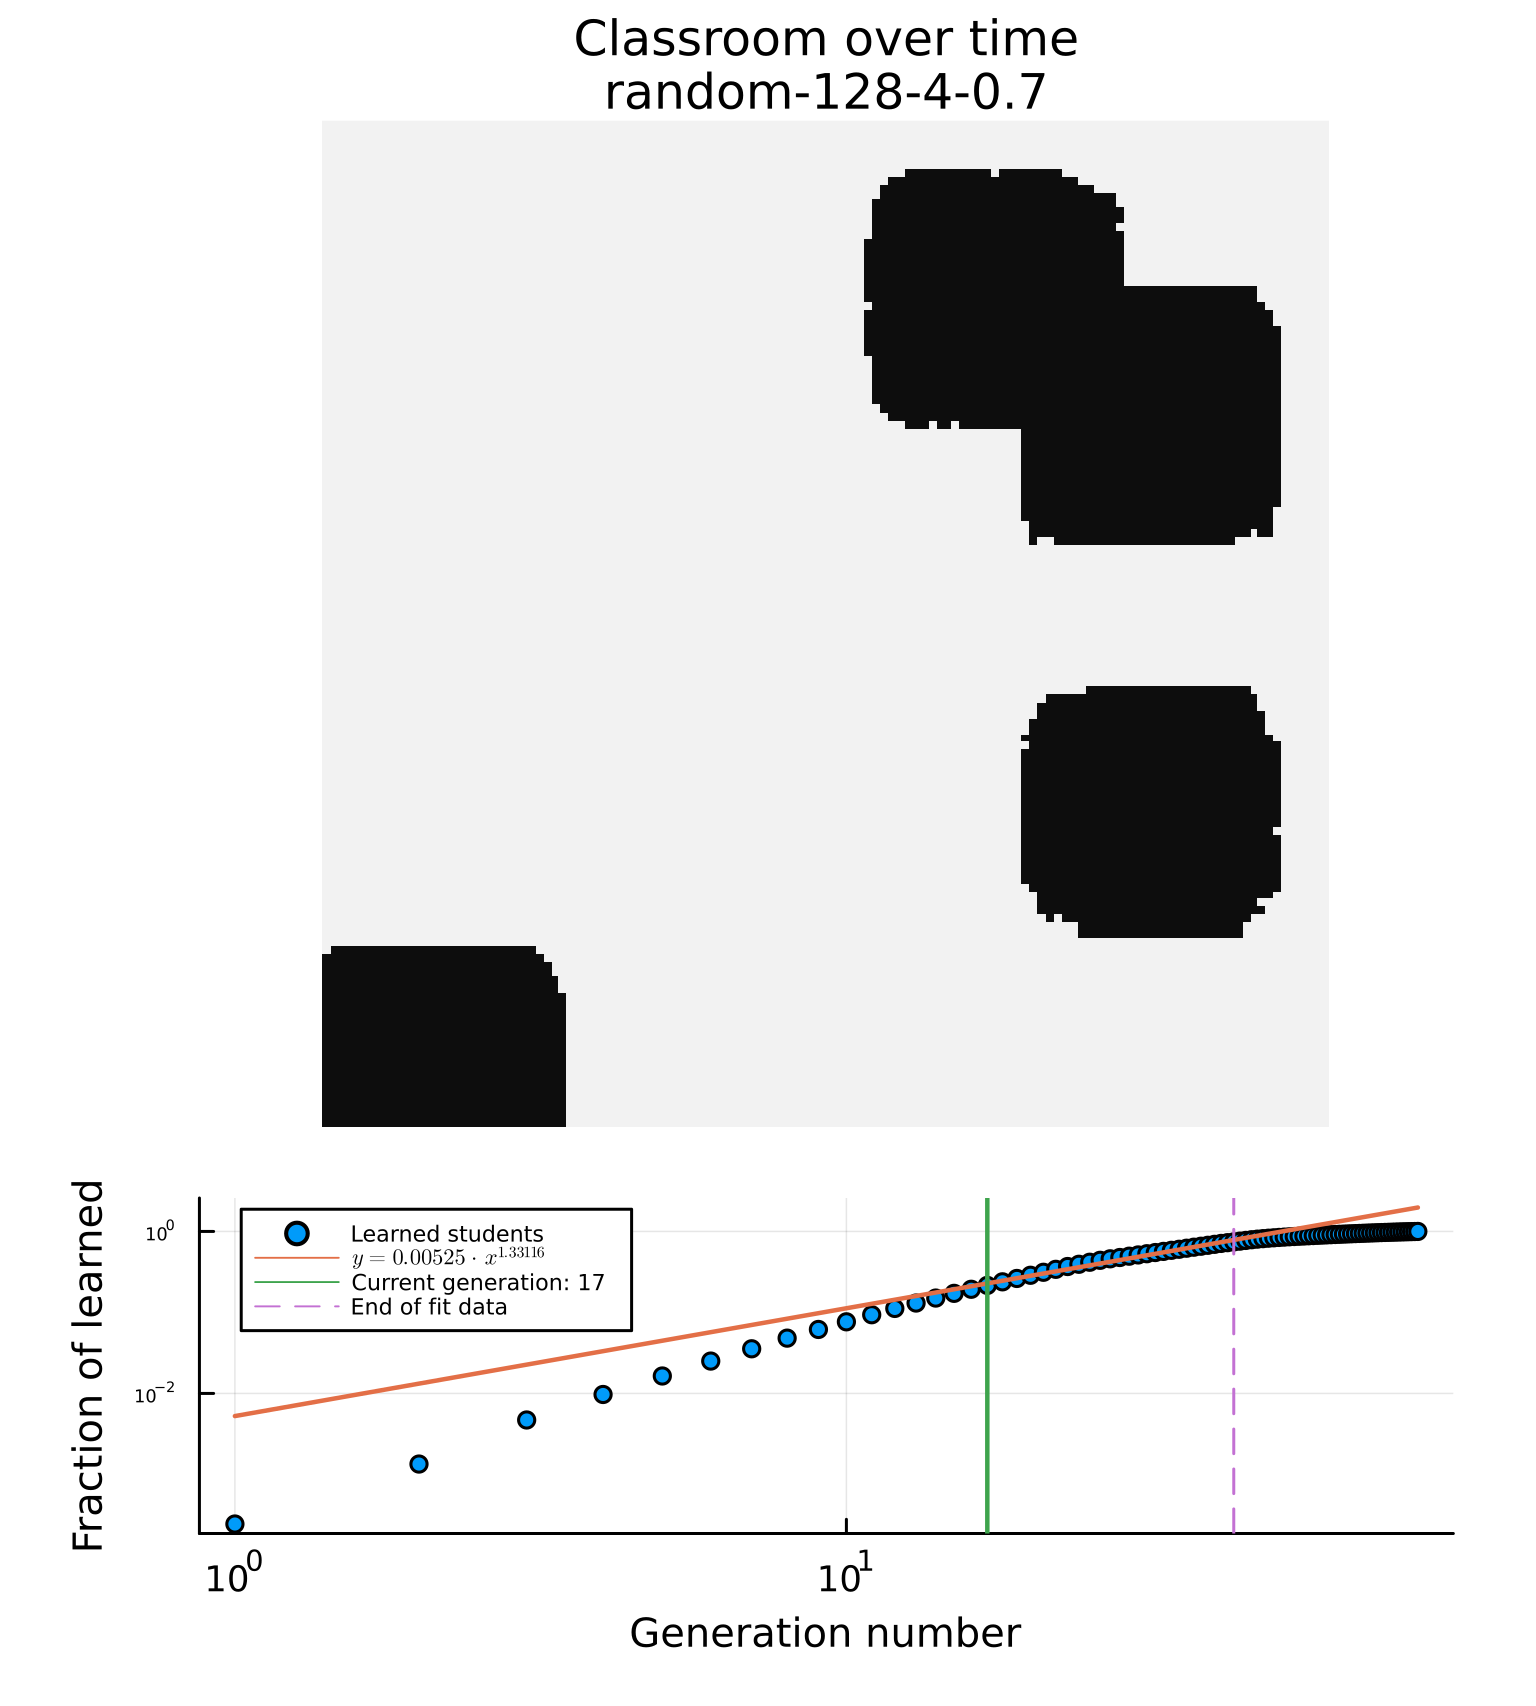 Classroom over time
random-128-4-0.7
Fraction of learned
10^0
10^-2
Learned students
y = 0.00525 · x^1.33116
Current generation: 17
End of fit data
10^0
10^1
Generation number